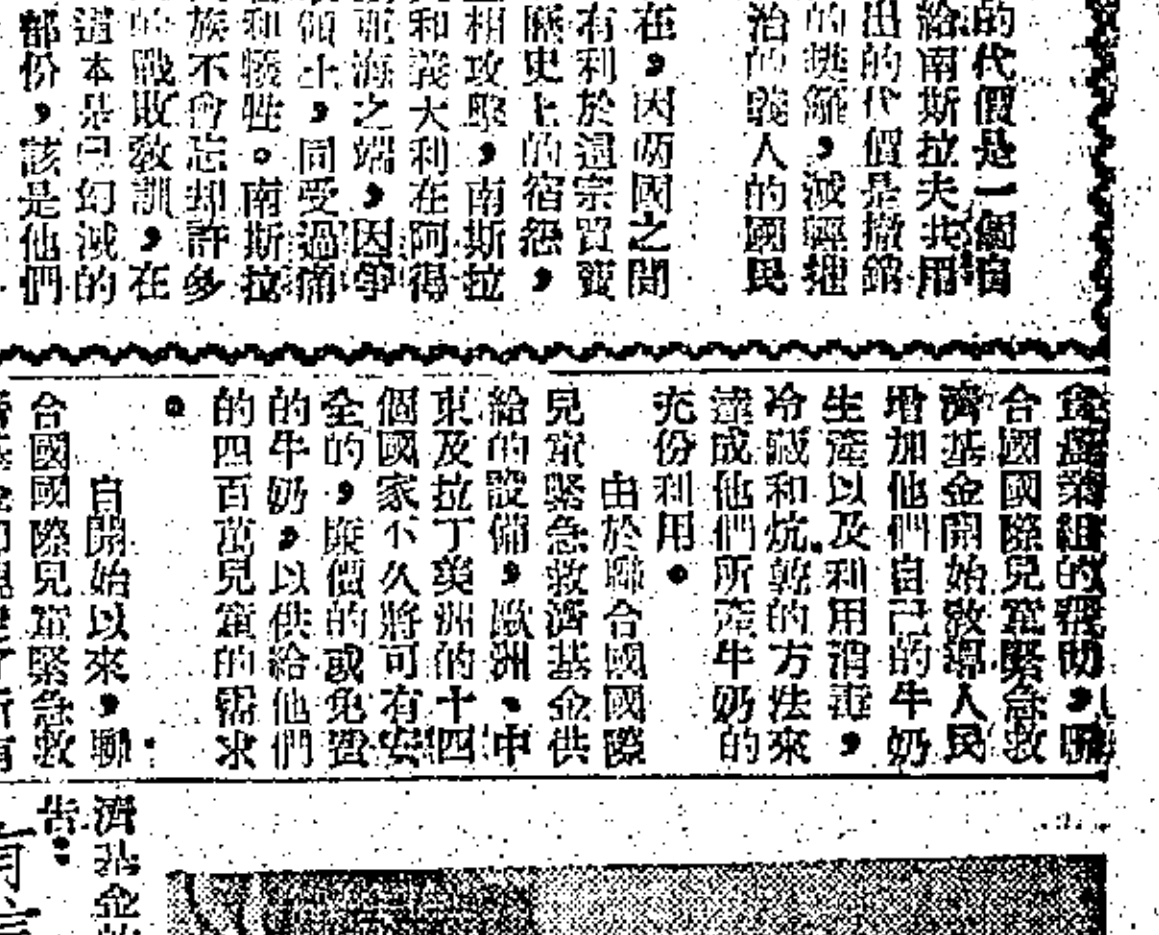 的代價是一個自
給南斯拉夫共用
出的代價是撤銷
的癱,減輕
治的人的國民
在,因兩國之間
有利於這宗買賣
歷史上的宿怨,
相攻擊,南斯拉
和義大利在阿得
亞海之端,因爭
領土,同受過痛
和犧牲。南斯拉
族不會忘却許多
的戰敗教訓,在
這本是已幻滅的
部份,該是他們
業組的幫助,聯
合國國際兒童緊急救
濟基金開始教導人民
增加他們自己的牛奶
生產以及利用消毒,
冷藏和炕乾的方法來
達成他們所產牛奶的
充份利用。
由於聯合國國際
兒童緊急救濟基金供
給的設備,歐洲、中
東及拉丁美洲的十四
個國家不久將可有安
全的,廉價的或免費
的牛奶,以供給他們
的四百萬兒童的需求
。
自開始以來,聯
合國國際兒童緊急救
濟基金
告: